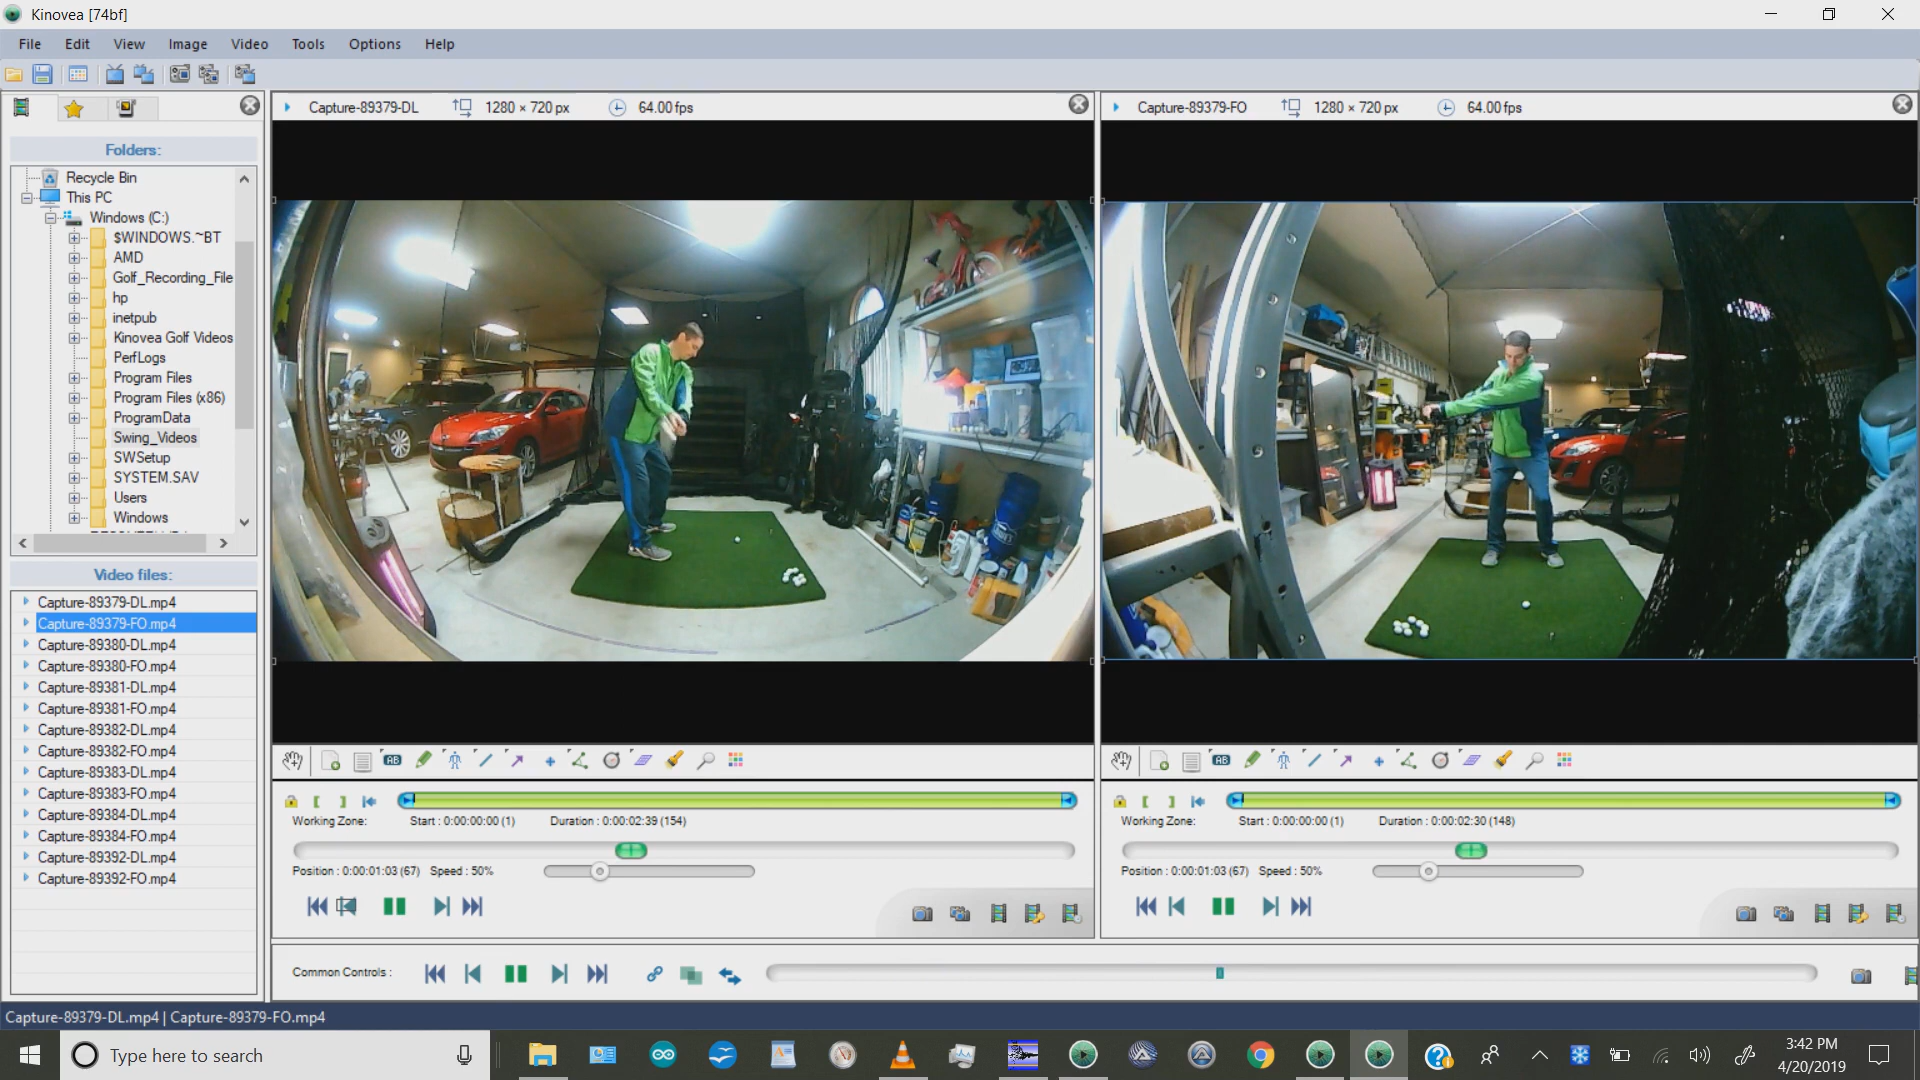 Kinovea [74bf]
File Edit View Image Video Tools Options Help
Folders:
Recycle Bin
This PC
Windows (C:)
$WINDOWS.~BT
AMD
Golf_Recording_File
hp
inetpub
Kinovea Golf Videos
PerfLogs
Program Files
Program Files (x86)
ProgramData
Swing_Videos
SWSetup
SYSTEM.SAV
Users
Windows
Video files:
Capture-89379-DL.mp4
Capture-89379-FO.mp4
Capture-89380-DL.mp4
Capture-89380-FO.mp4
Capture-89381-DL.mp4
Capture-89381-FO.mp4
Capture-89382-DL.mp4
Capture-89382-FO.mp4
Capture-89383-DL.mp4
Capture-89383-FO.mp4
Capture-89384-DL.mp4
Capture-89384-FO.mp4
Capture-89392-DL.mp4
Capture-89392-FO.mp4
Capture-89379-DL 1280 × 720 px 64.00 fps
AB
Working Zone: Start : 0:00:00:00 (1) Duration : 0:00:02:39 (154)
Position : 0:00:01:03 (67) Speed : 50%
Capture-89379-FO 1280 × 720 px 64.00 fps
AB
Working Zone: Start : 0:00:00:00 (1) Duration : 0:00:02:30 (148)
Position : 0:00:01:03 (67) Speed : 50%
Common Controls :
Capture-89379-DL.mp4 | Capture-89379-FO.mp4
Type here to search
3:42 PM
4/20/2019